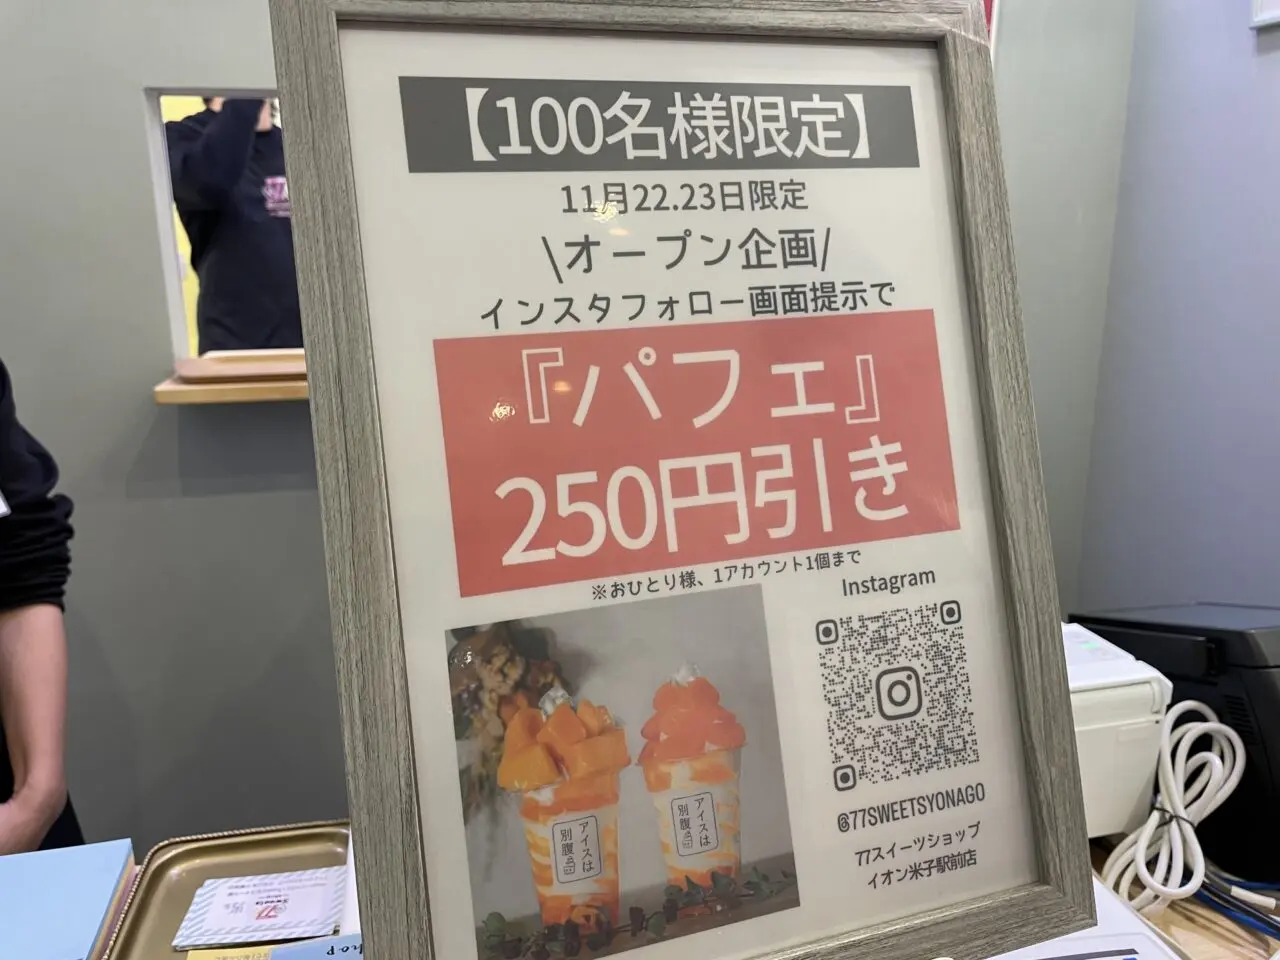 【100名様限定】
11月22.23日限定
\オープン企画/
インスタフォロー画面提示で
『パフェ』
250円引き
※おひとり様、1アカウント1個まで
Instagram
アイスは
別腹
アイスは
別腹
@77SWEETSYONAGO
77スイーツショップ
イオン米子駅前店
77
Sweets
hop